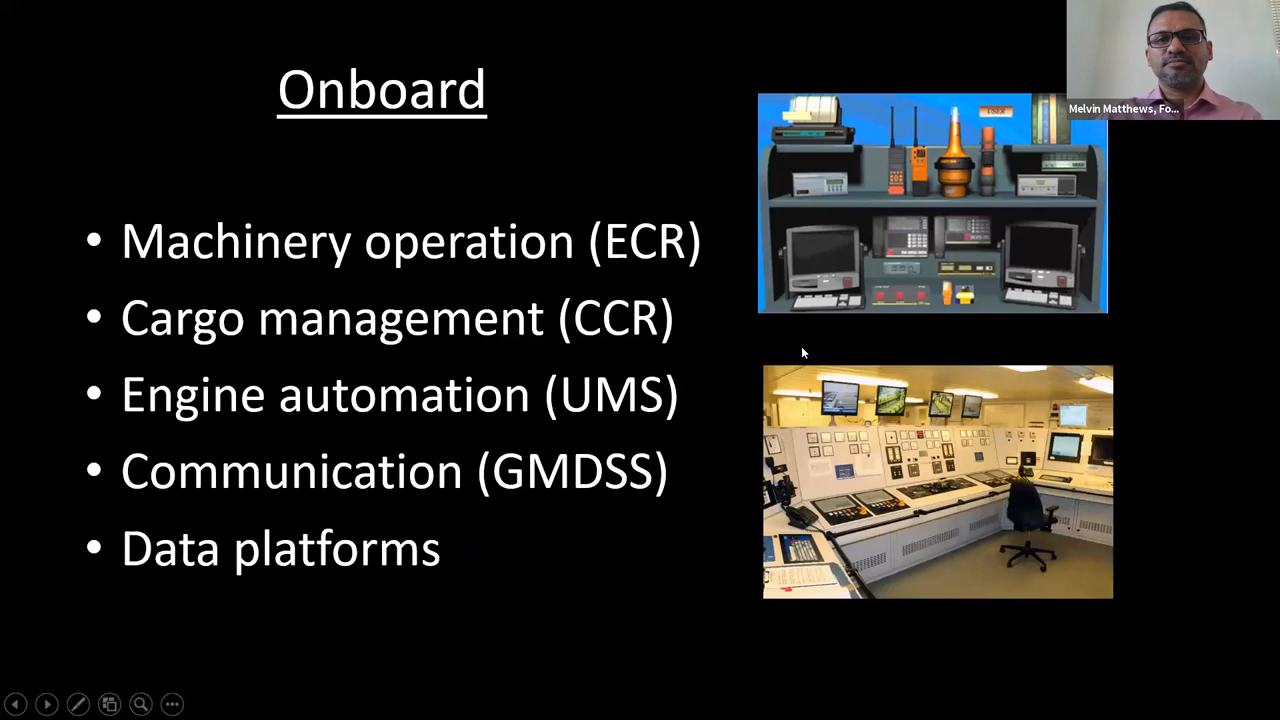 Onboard
• Machinery operation (ECR)
• Cargo management (CCR)
• Engine automation (UMS)
• Communication (GMDSS)
• Data platforms
Melvin Matthews, Fo...